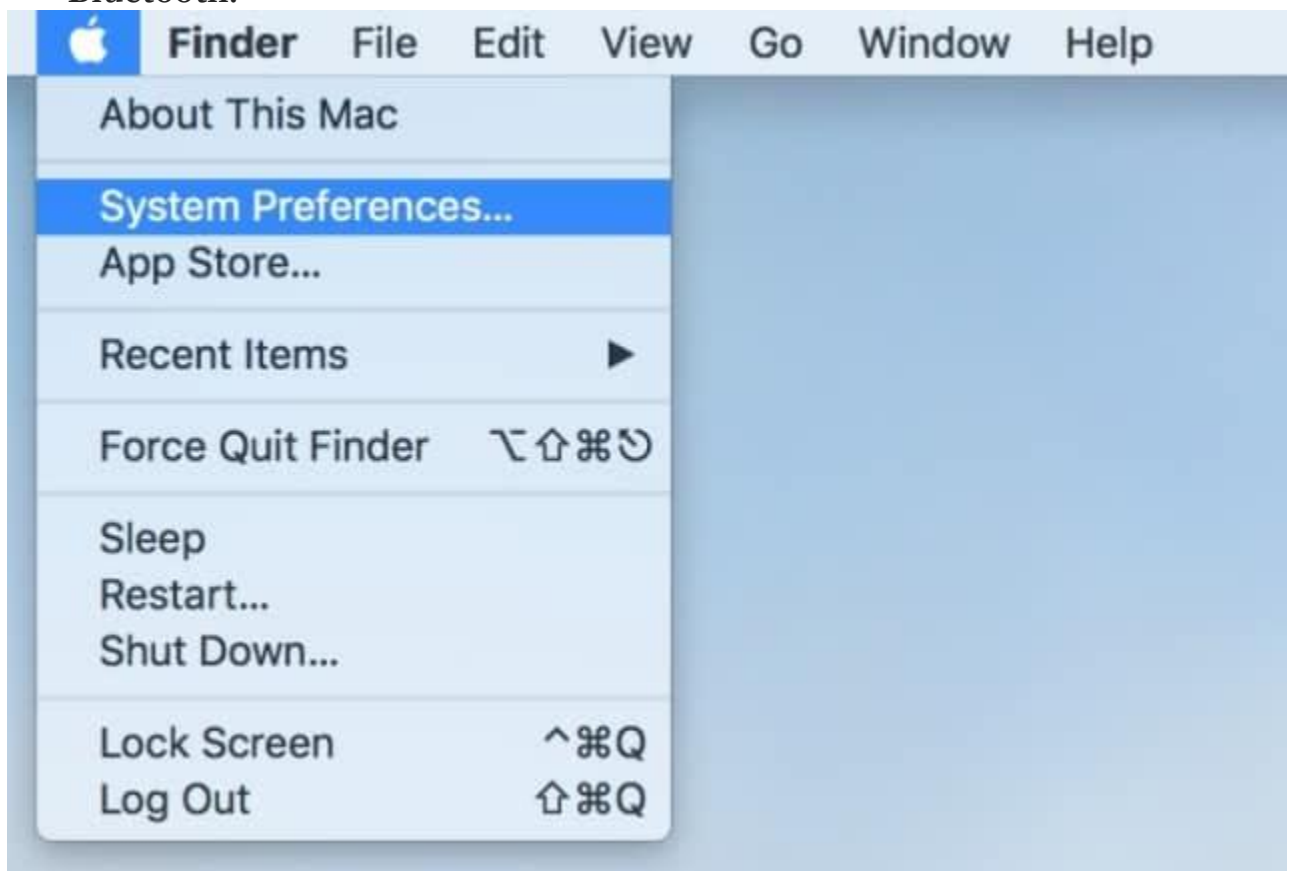 Finder File Edit View Go Window Help
About This Mac
System Preferences...
App Store...
Recent Items ▶
Force Quit Finder ⌥⇧⌘⎋
Sleep
Restart...
Shut Down...
Lock Screen ^⌘Q
Log Out ⇧⌘Q